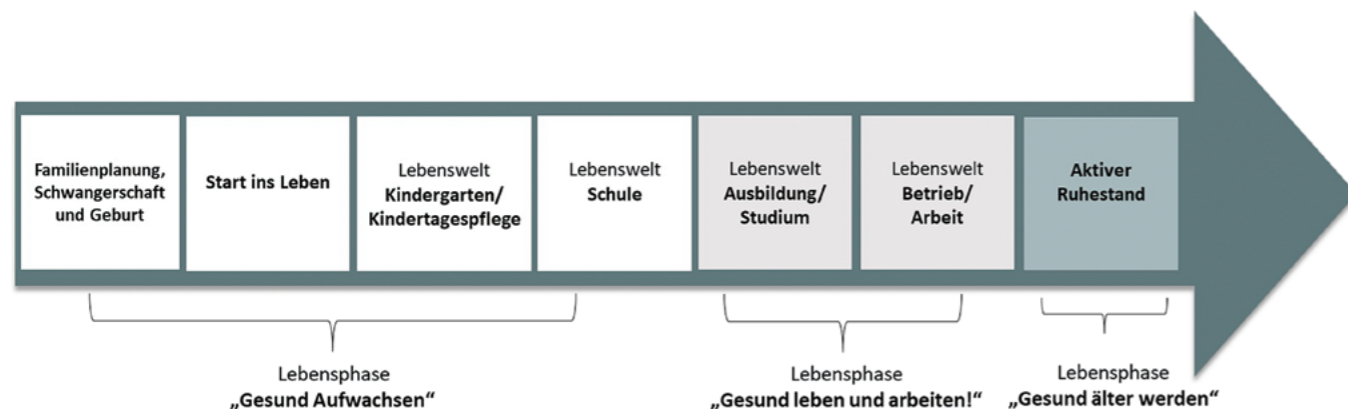 Familienplanung,
Schwangerschaft
und Geburt
Start ins Leben
Lebenswelt
Kindergarten/
Kindertagespflege
Lebenswelt
Schule
Lebenswelt
Ausbildung/
Studium
Lebenswelt
Betrieb/
Arbeit
Aktiver
Ruhestand
Lebensphase
„Gesund Aufwachsen“
Lebensphase
„Gesund leben und arbeiten!“
Lebensphase
„Gesund älter werden“